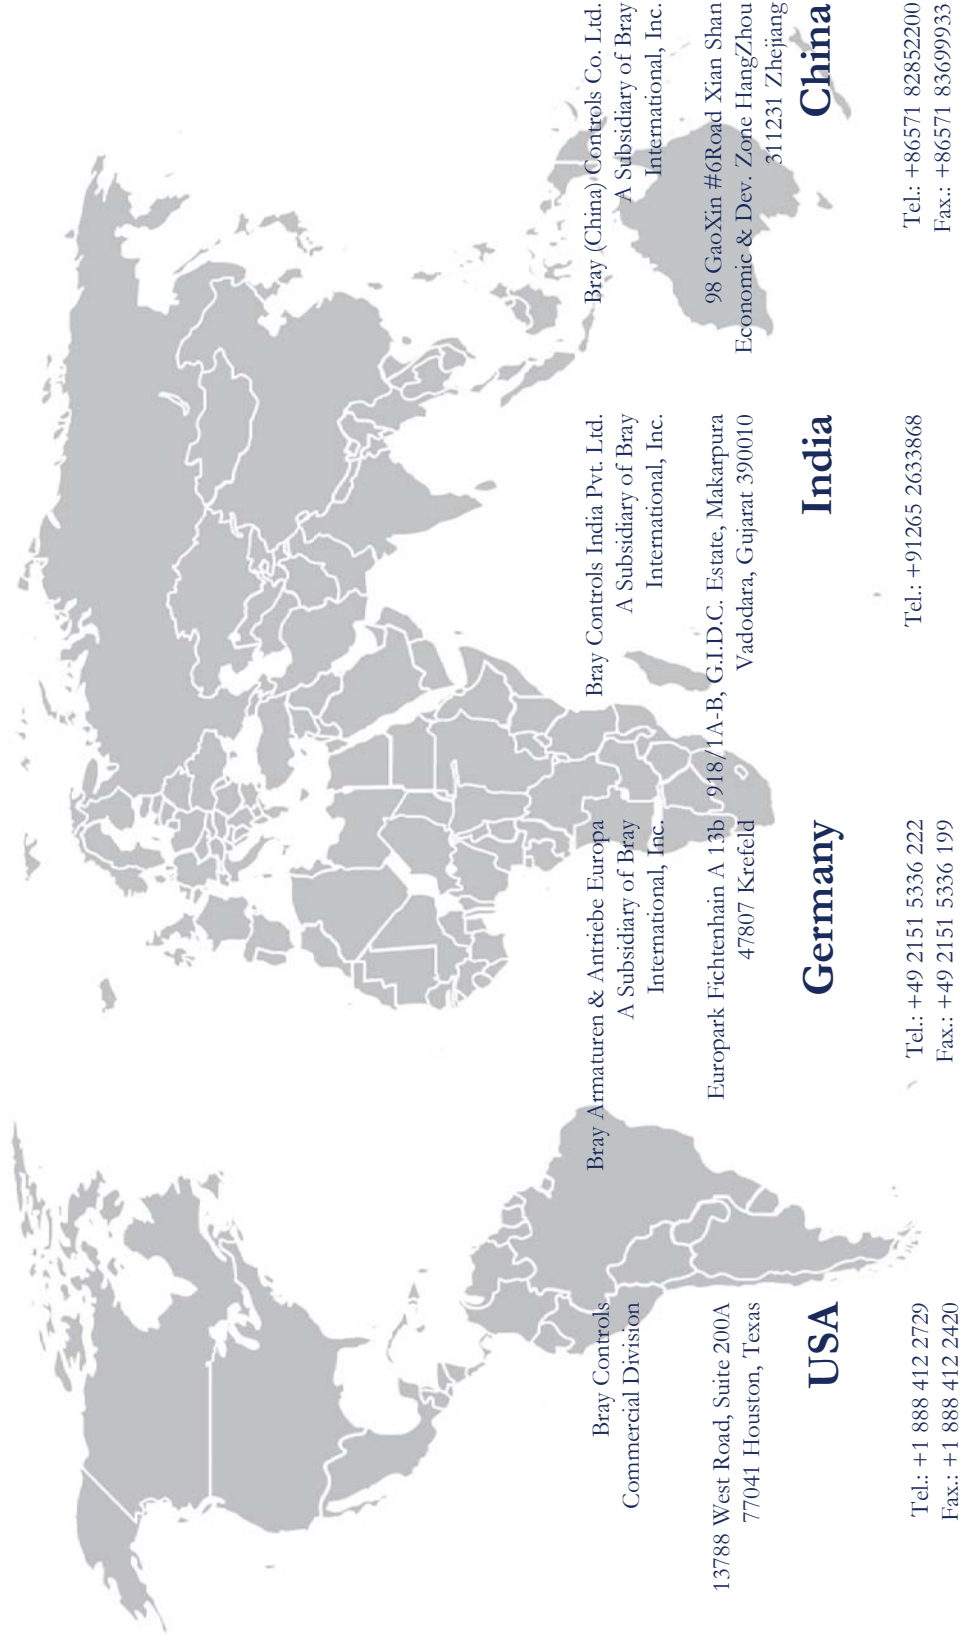 Bray Controls
Commercial Division
13788 West Road, Suite 200A
77041 Houston, Texas
USA
Tel.: +1 888 412 2729
Fax.: +1 888 412 2420
Bray Armaturen & Antriebe Europa
A Subsidiary of Bray
International, Inc.
Europark Fichtenhain A 13b
47807 Krefeld
Germany
Tel.: +49 2151 5336 222
Fax.: +49 2151 5336 199
Bray Controls India Pvt. Ltd.
A Subsidiary of Bray
International, Inc.
918/1A-B, G.I.D.C. Estate, Makarpura
Vadodara, Gujarat 390010
India
Tel.: +91265 2633868
Bray (China) Controls Co. Ltd.
A Subsidiary of Bray
International, Inc.
98 GaoXin #6Road Xian Shan
Economic & Dev. Zone HangZhou
311231 Zhejiang
China
Tel.: +86571 82852200
Fax.: +86571 83699933